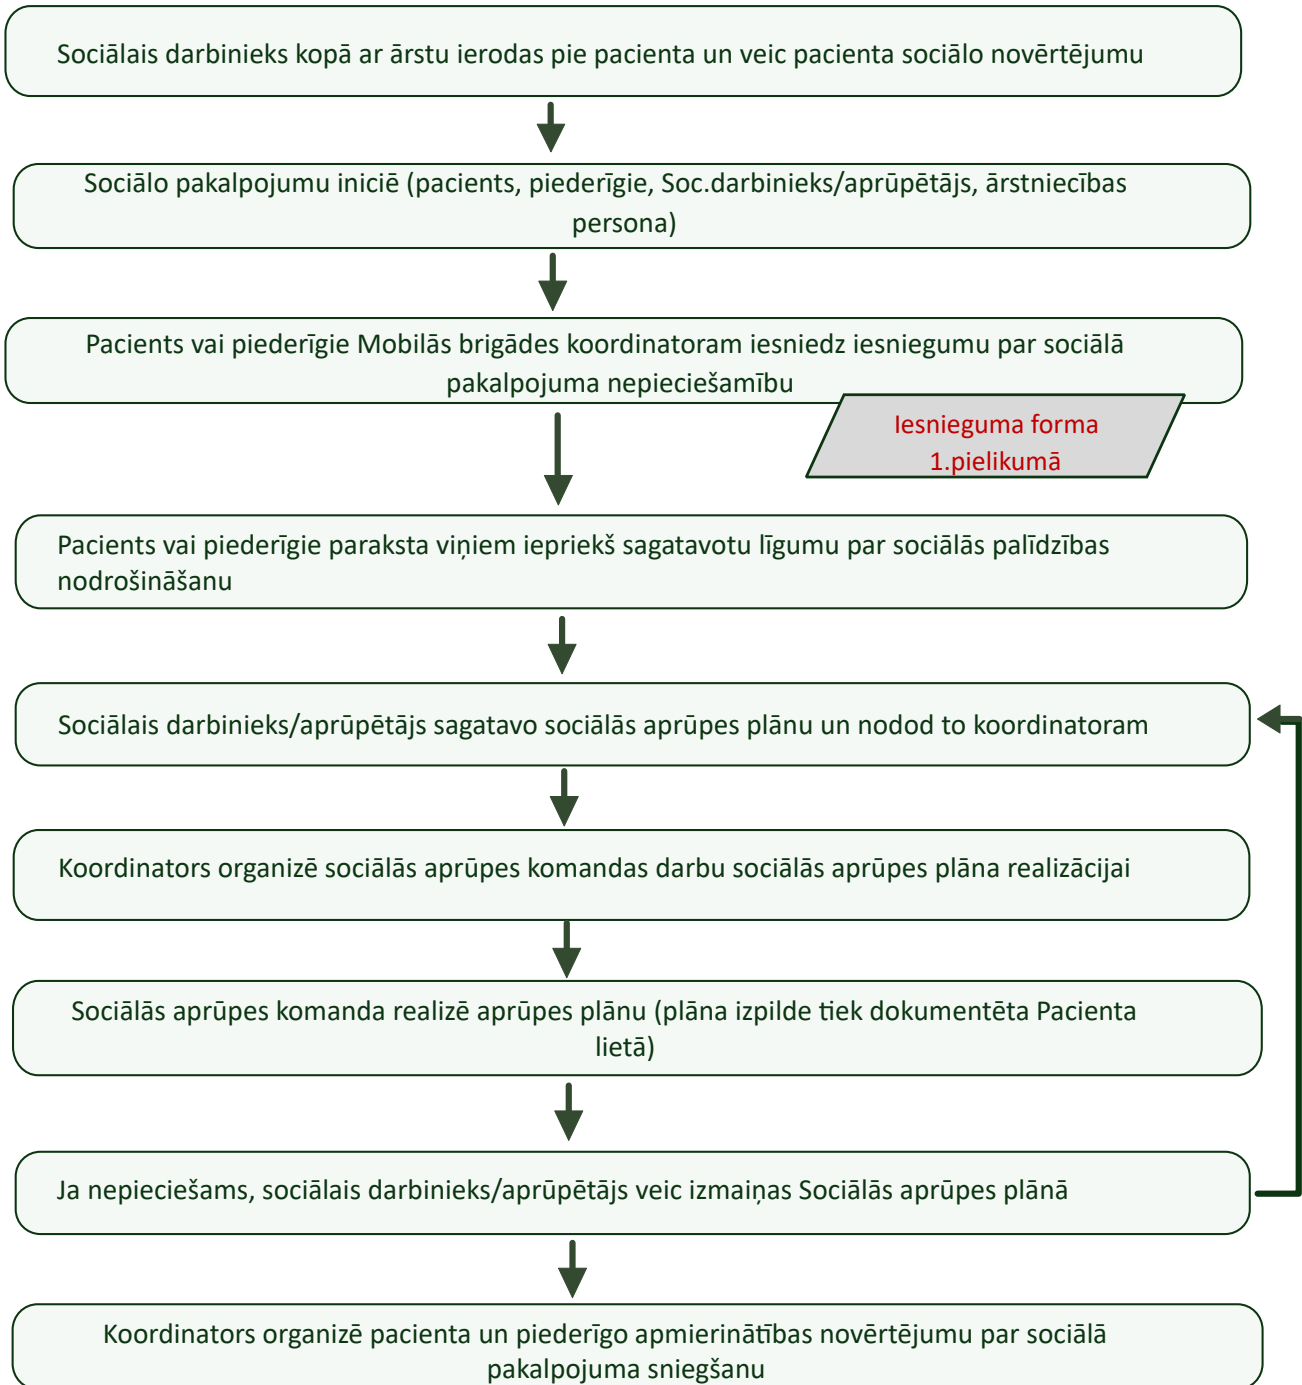 Sociālais darbinieks kopā ar ārstu ierodas pie pacienta un veic pacienta sociālo novērtējumu
Sociālo pakalpojumu iniciē (pacients, piederīgie, Soc.darbinieks/aprūpētājs, ārstniecības
persona)
Pacients vai piederīgie Mobilās brigādes koordinatoram iesniedz iesniegumu par sociālā
pakalpojuma nepieciešamību
Iesnieguma forma
1.pielikumā
Pacients vai piederīgie paraksta viņiem iepriekš sagatavotu līgumu par sociālās palīdzības
nodrošināšanu
Sociālais darbinieks/aprūpētājs sagatavo sociālās aprūpes plānu un nodod to koordinatoram
Koordinators organizē sociālās aprūpes komandas darbu sociālās aprūpes plāna realizācijai
Sociālās aprūpes komanda realizē aprūpes plānu (plāna izpilde tiek dokumentēta Pacienta
lietā)
Ja nepieciešams, sociālais darbinieks/aprūpētājs veic izmaiņas Sociālās aprūpes plānā
Koordinators organizē pacienta un piederīgo apmierinātības novērtējumu par sociālā
pakalpojuma sniegšanu